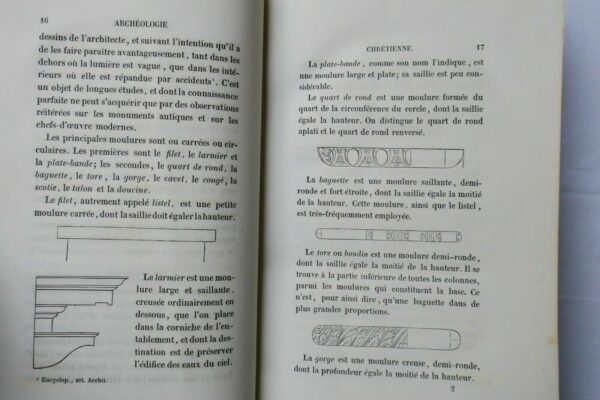 16 ARCHÉOLOGIE
dessins de l'architecte, et suivant l'intention qu'il a
de les faire paraître avantageusement, tant dans les
dehors où la lumière est vague, que dans les inté-
rieurs où elle est répandue par accidents¹. C'est
un objet de longues études, et dont la connaissance
parfaite ne peut s'acquérir que par des observations
réitérées sur les monuments antiques et sur les
chefs-d'œuvre modernes.
Les principales moulures sont ou carrées ou cir-
culaires. Les premières sont le filet, le larmier et
la plate-bande; les secondes, le quart de rond, la
baguette, le tore, la gorge, le cavet, le congé, la
scotie, le talon et la doucine.
Le filet, autrement appelé listel, est une petite
moulure carrée, dont la saillie doit égaler la hauteur.
Le larmier est une mou-
lure large et saillante,
creusée ordinairement en
dessous, que l'on place
dans la corniche de l'en-
tablement, et dont la des-
tination est de préserver
l'édifice des eaux du ciel.
¹ Encyclop., art. Archit.
CHRÉTIENNE. 17
La plate-bande, comme son nom l'indique, est
une moulure large et plate; sa saillie est peu con-
sidérable.
Le quart de rond est une moulure formée du
quart de la circonférence du cercle, dont la saillie
égale la hauteur. On distingue le quart de rond
aplati et le quart de rond renversé.
La baguette est une moulure saillante, demi-
ronde et fort étroite, dont la saillie égale la moitié
de la hauteur. Cette moulure, ainsi que le listel,
est très-fréquemment employée.
Le tore ou boudin est une moulure demi-ronde,
dont la saillie égale la moitié de la hauteur. Il se
trouve à la partie inférieure de toutes les colonnes,
parmi les moulures qui constituent la base. Ce
n'est, pour ainsi dire, qu'une baguette dans de
plus grandes proportions.
La gorge est une moulure creuse, demi-ronde,
dont la profondeur égale la moitié de la hauteur.
2